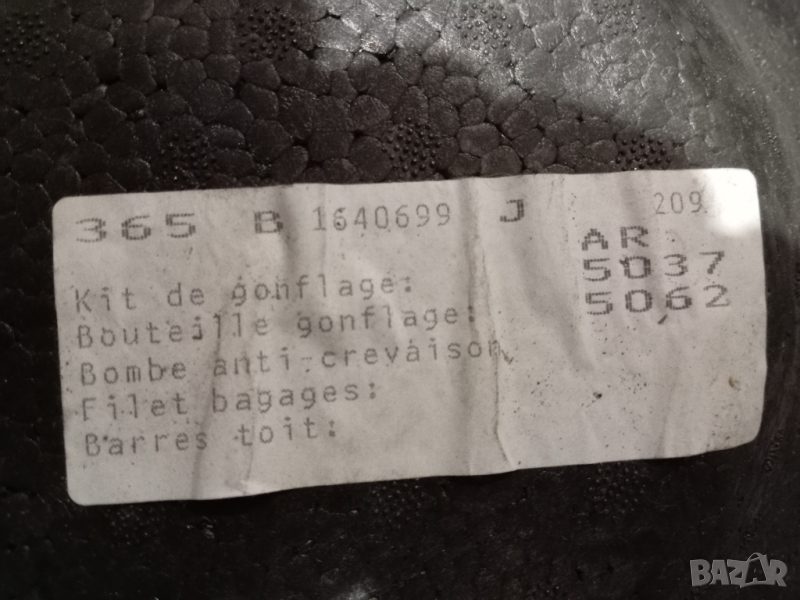 365 B 1640699 J 209
AR
Kit de gonflage: 5037
Bouteille gonflage: 5062
Bombe anti-crevaison
Filet bagages:
Barres toit:
BAZAR